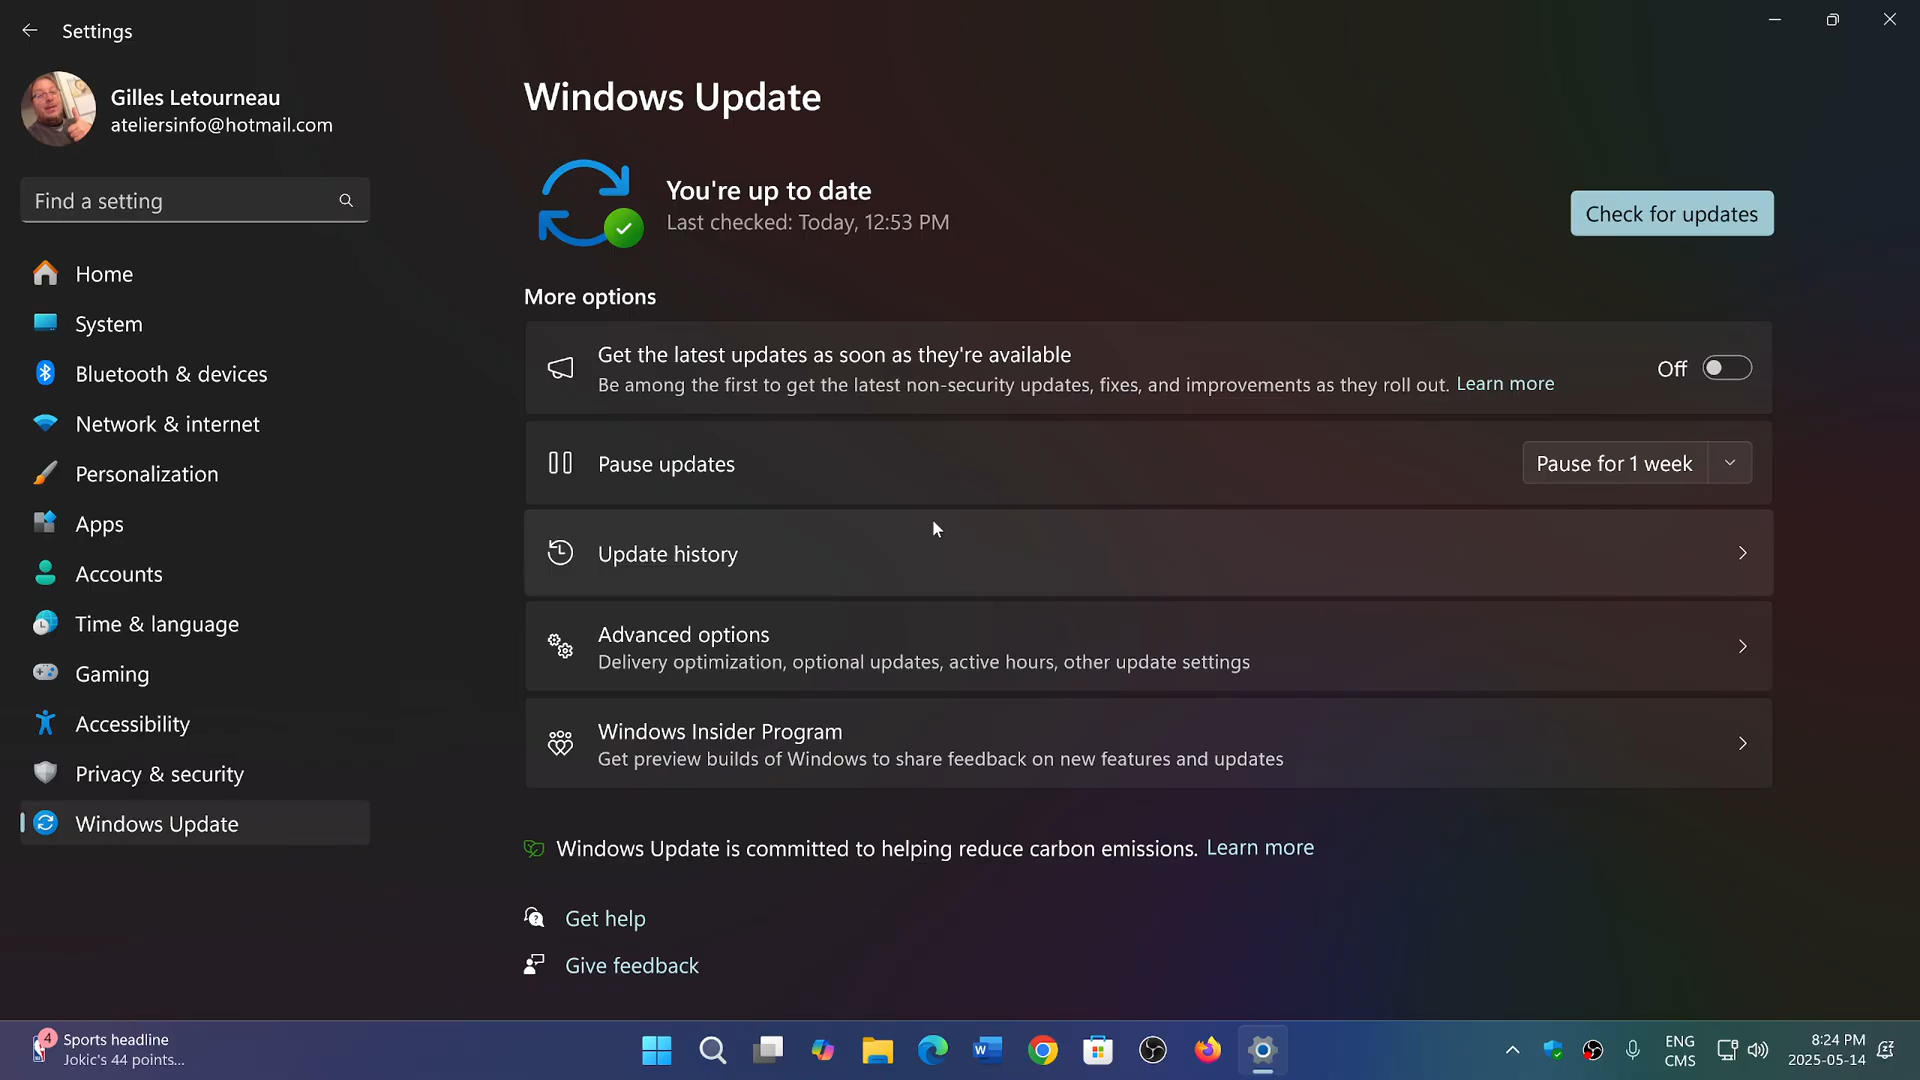 Settings
Gilles Letourneau
ateliersinfo@hotmail.com
Find a setting
Home
System
Bluetooth & devices
Network & internet
Personalization
Apps
Accounts
Time & language
Gaming
Accessibility
Privacy & security
Windows Update
Windows Update
You're up to date
Last checked: Today, 12:53 PM
Check for updates
More options
Get the latest updates as soon as they're available
Be among the first to get the latest non-security updates, fixes, and improvements as they roll out. Learn more
Off
Pause updates
Pause for 1 week
Update history
Advanced options
Delivery optimization, optional updates, active hours, other update settings
Windows Insider Program
Get preview builds of Windows to share feedback on new features and updates
Windows Update is committed to helping reduce carbon emissions. Learn more
Get help
Give feedback
4
Sports headline
Jokic's 44 points...
W
ENG
CMS
8:24 PM
2025-05-14